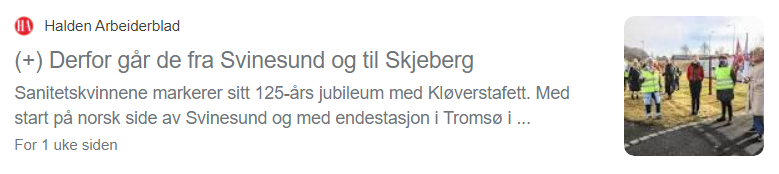 HA Halden Arbeiderblad
(+) Derfor går de fra Svinesund og til Skjeberg
Sanitetskvinnene markerer sitt 125-års jubileum med Kløverstafett. Med
start på norsk side av Svinesund og med endestasjon i Tromsø i ...
For 1 uke siden